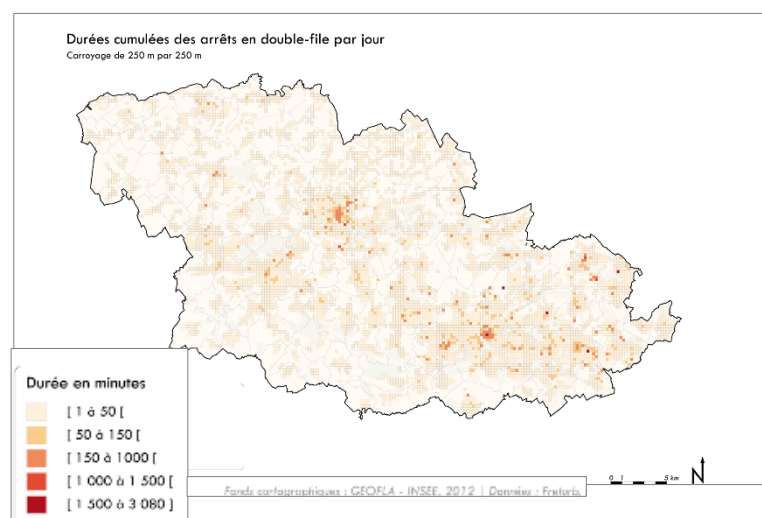 Durées cumulées des arrêts en double-file par jour
Carroyage de 250 m par 250 m
Durée en minutes
[ 1 à 50 [
[ 50 à 150 [
[ 150 à 1000 [
[ 1 000 à 1 500 [
[ 1 500 à 3 080 ]
0 1 5 km
N
Fonds cartographiques : GEOFLA - INSEE, 2012 | Données : Freturb,